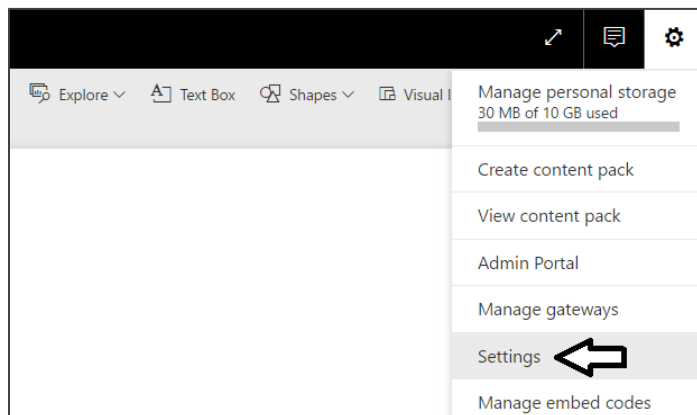 Explore
Text Box
Shapes
Visual
Manage personal storage
30 MB of 10 GB used
Create content pack
View content pack
Admin Portal
Manage gateways
Settings
Manage embed codes